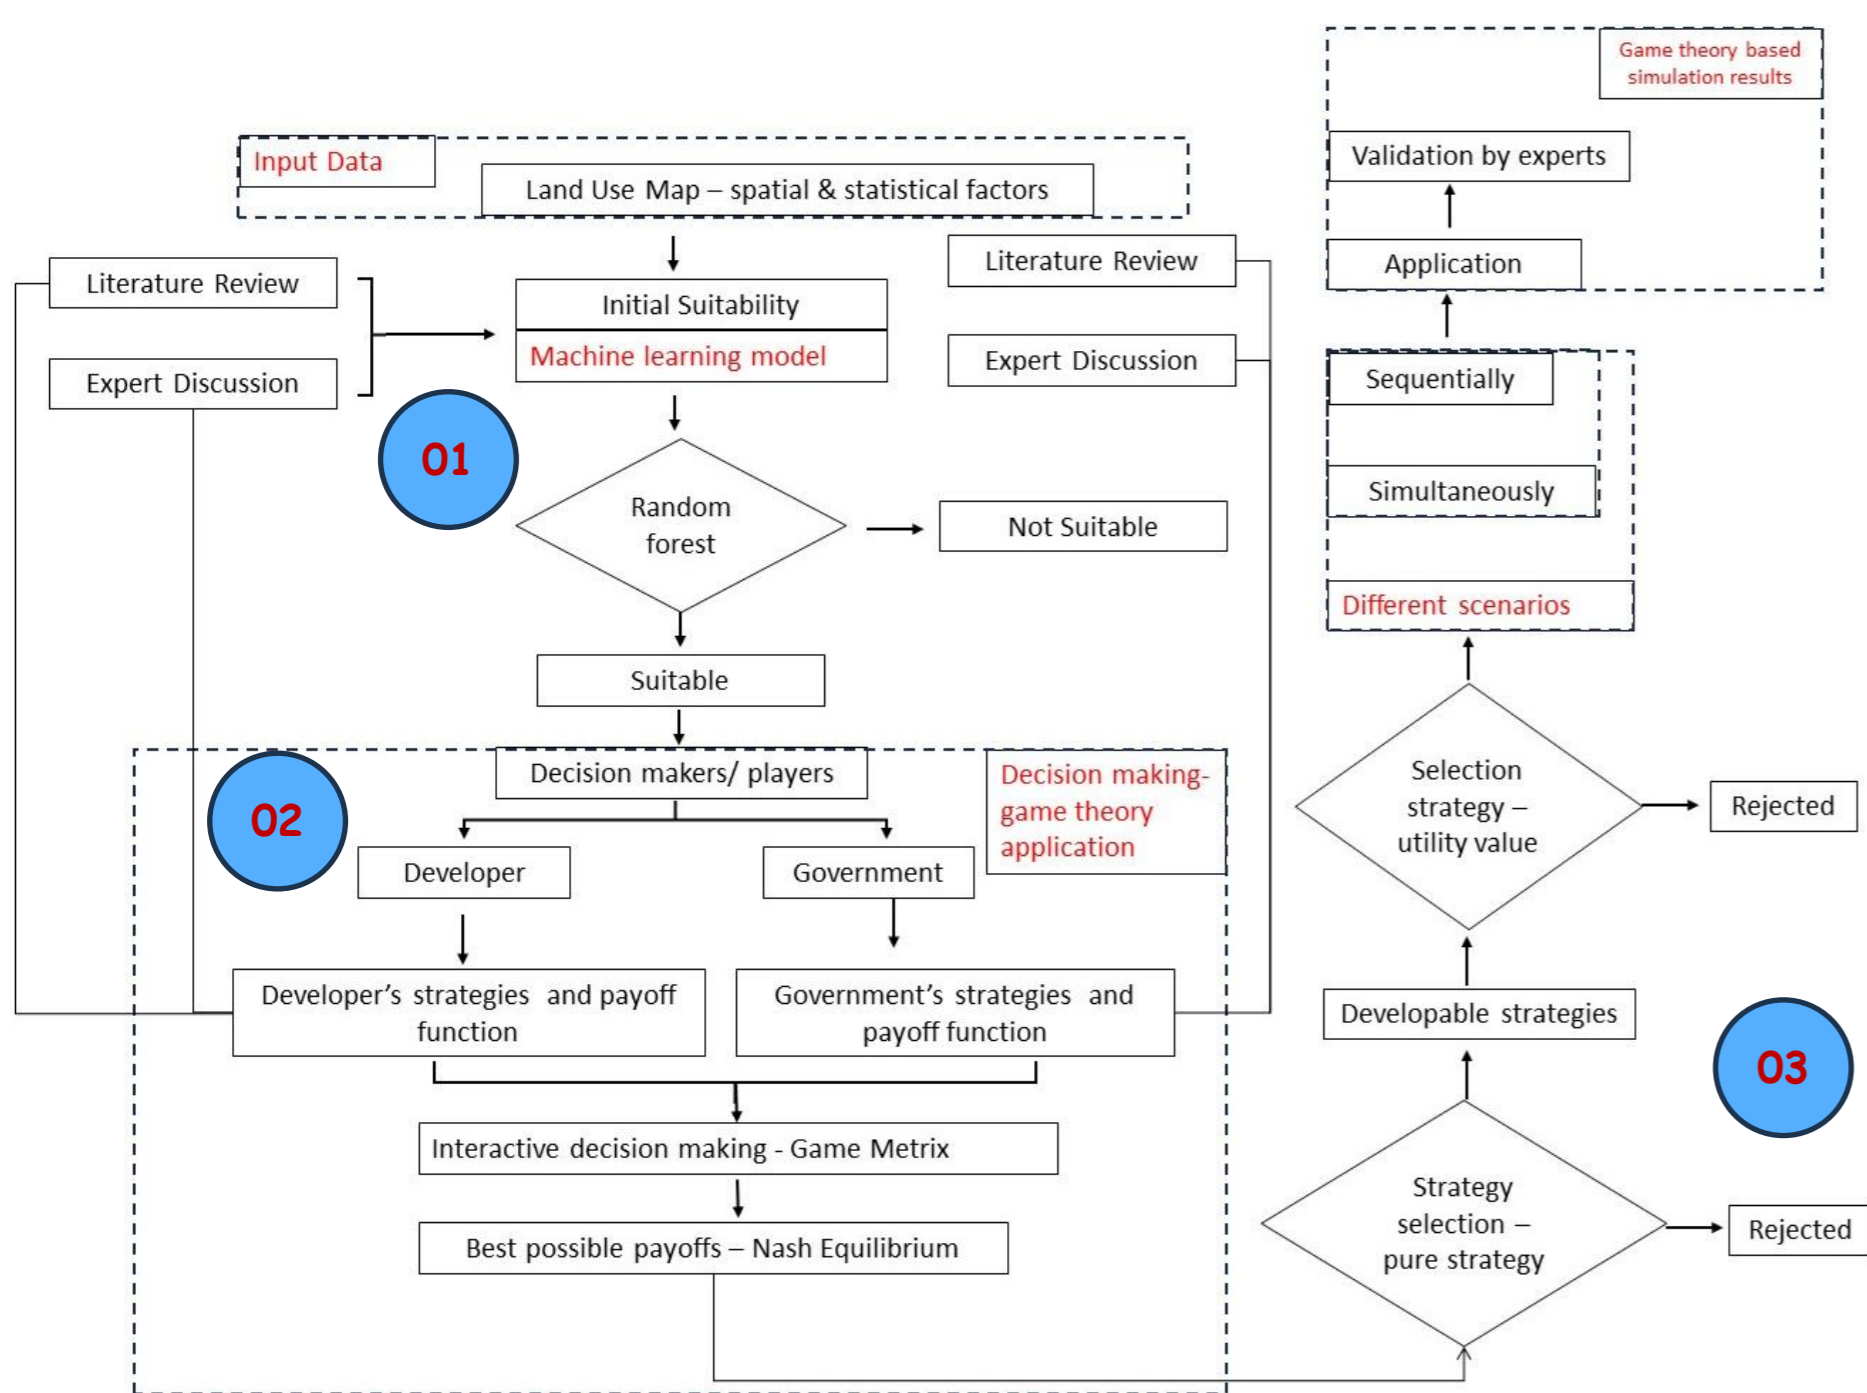 Input Data
Land Use Map – spatial & statistical factors
Literature Review
Expert Discussion
Initial Suitability
Machine learning model
Literature Review
Expert Discussion
01
Random
forest
Not Suitable
Suitable
02
Decision makers/ players
Decision making-
game theory
application
Developer
Government
Developer's strategies and payoff
function
Government's strategies and
payoff function
Interactive decision making - Game Metrix
Best possible payoffs – Nash Equilibrium
Game theory based
simulation results
Validation by experts
Application
Sequentially
Simultaneously
Different scenarios
Selection
strategy –
utility value
Rejected
Developable strategies
03
Strategy
selection –
pure strategy
Rejected